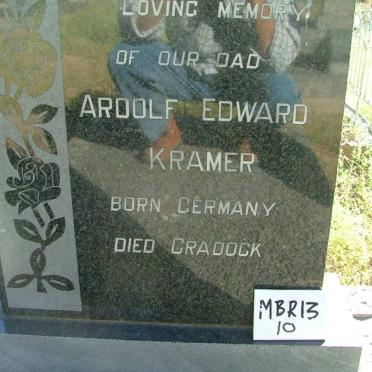 LOVING MEMORY
OF OUR DAD
ARDOLF EDWARD
KRAMER
BORN GERMANY
DIED CRADOCK
MBR13
10